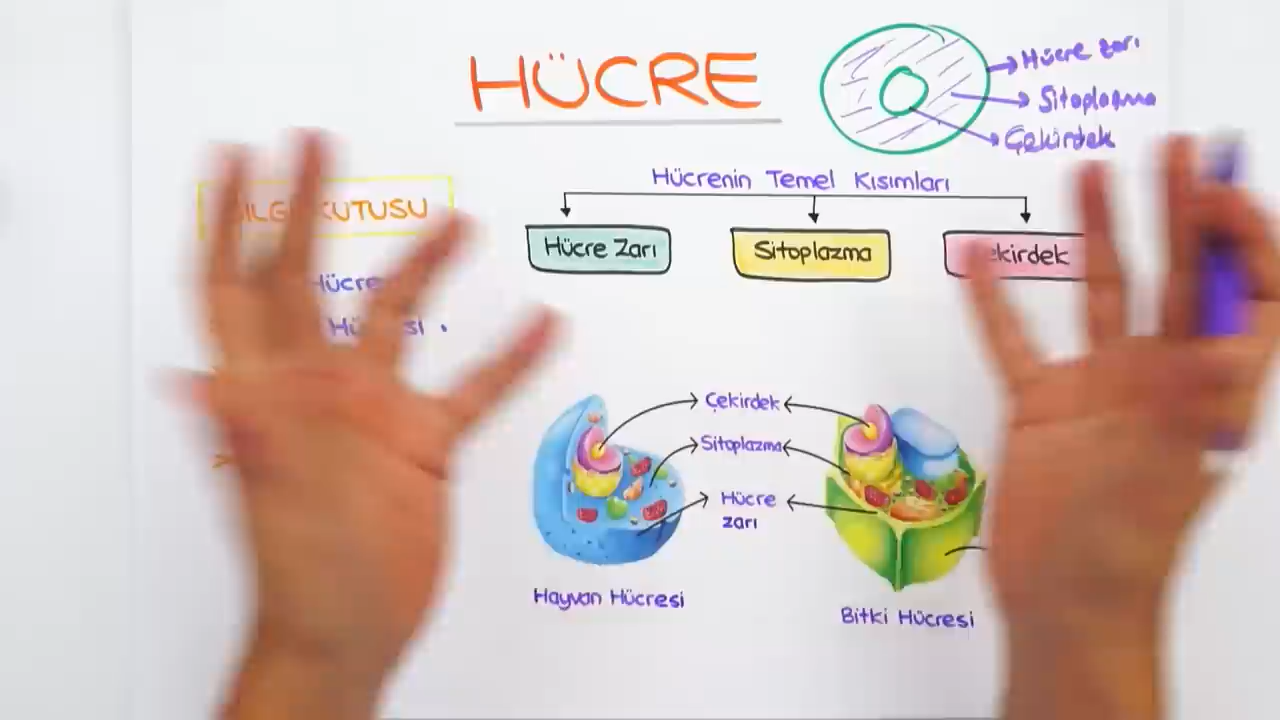 HÜCRE
Hücre zarı
Sitoplazma
Çekirdek
Hücrenin Temel Kısımları
KUTUSU
Hücre Zarı
Sitoplazma
Çekirdek
Sitoplazma
Hücre
zarı
Hayvan Hücresi
Bitki Hücresi